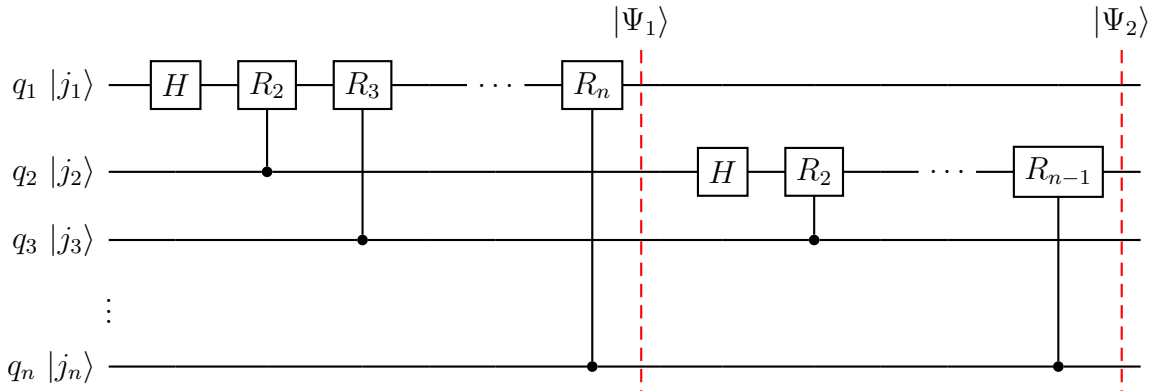 |Ψ₁⟩ |Ψ₂⟩
q₁ |j₁⟩ H R₂ R₃ ⋯ Rₙ
q₂ |j₂⟩ H R₂ ⋯ Rₙ₋₁
q₃ |j₃⟩
⋮
qₙ |jₙ⟩